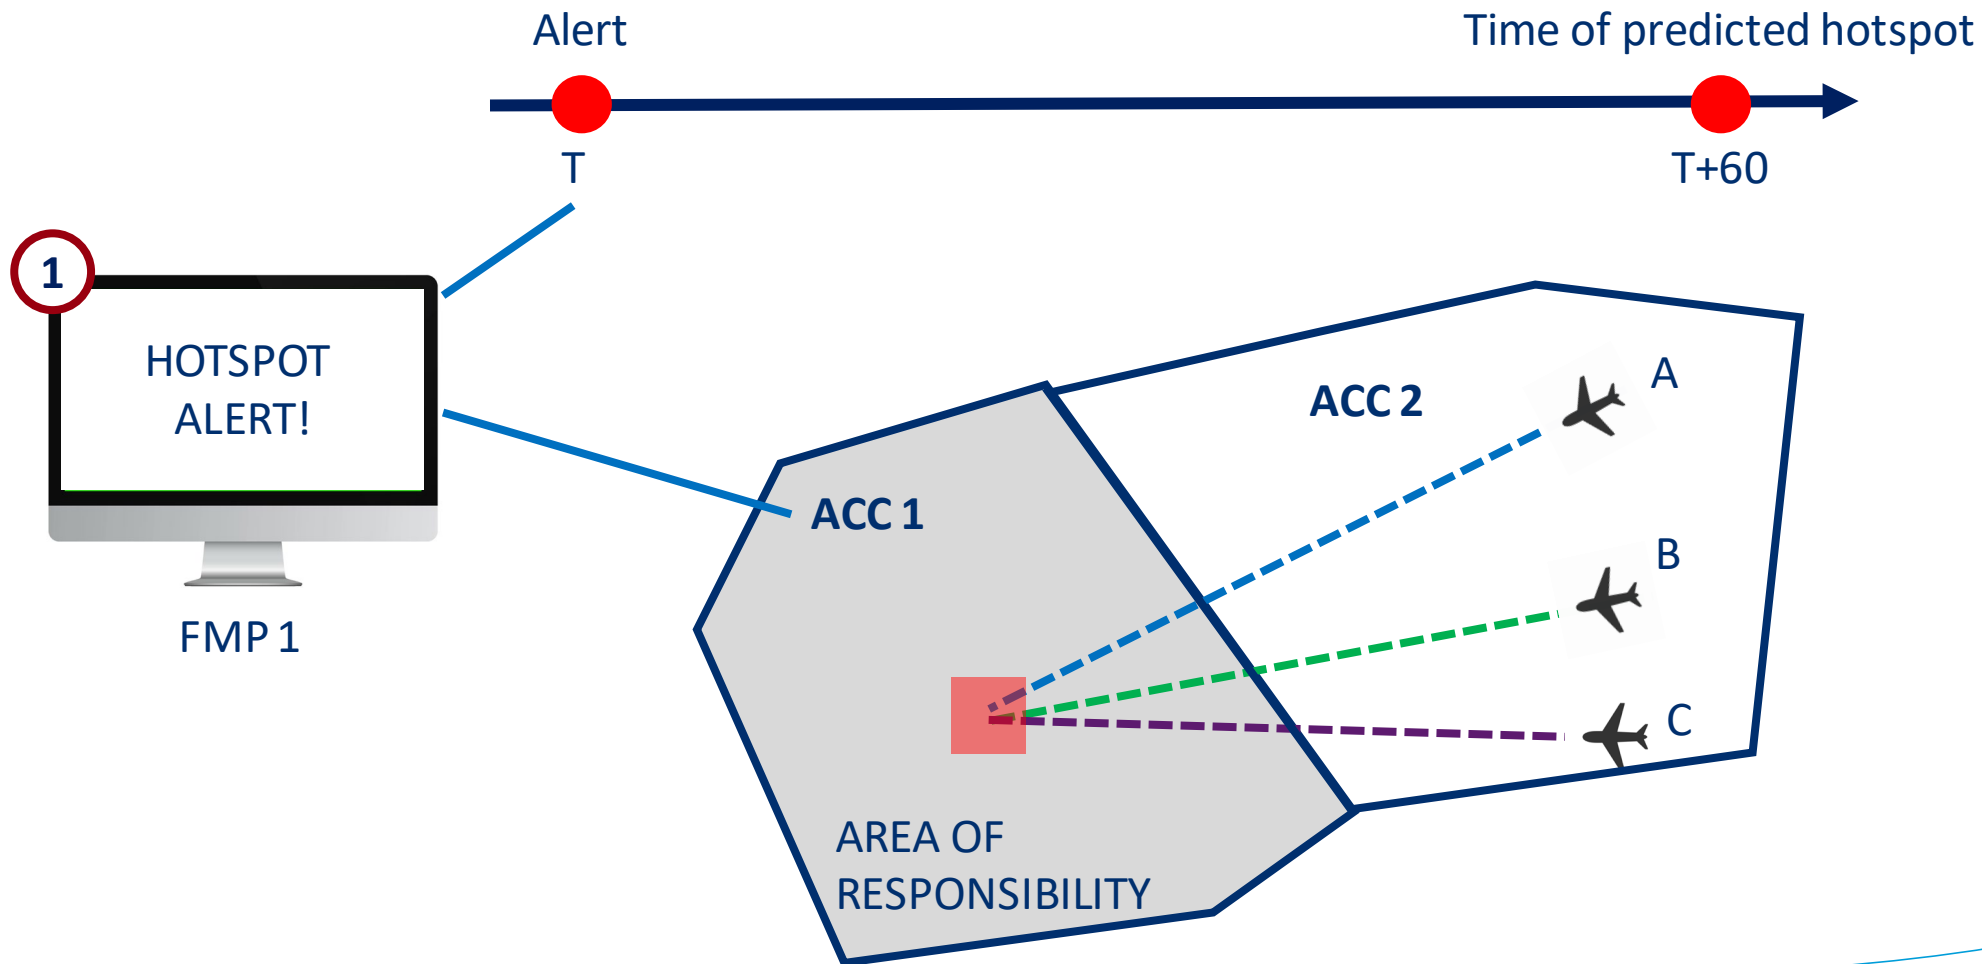 Alert
Time of predicted hotspot
T
T+60
1
HOTSPOT
ALERT!
FMP 1
ACC 2
A
ACC 1
B
C
AREA OF
RESPONSIBILITY